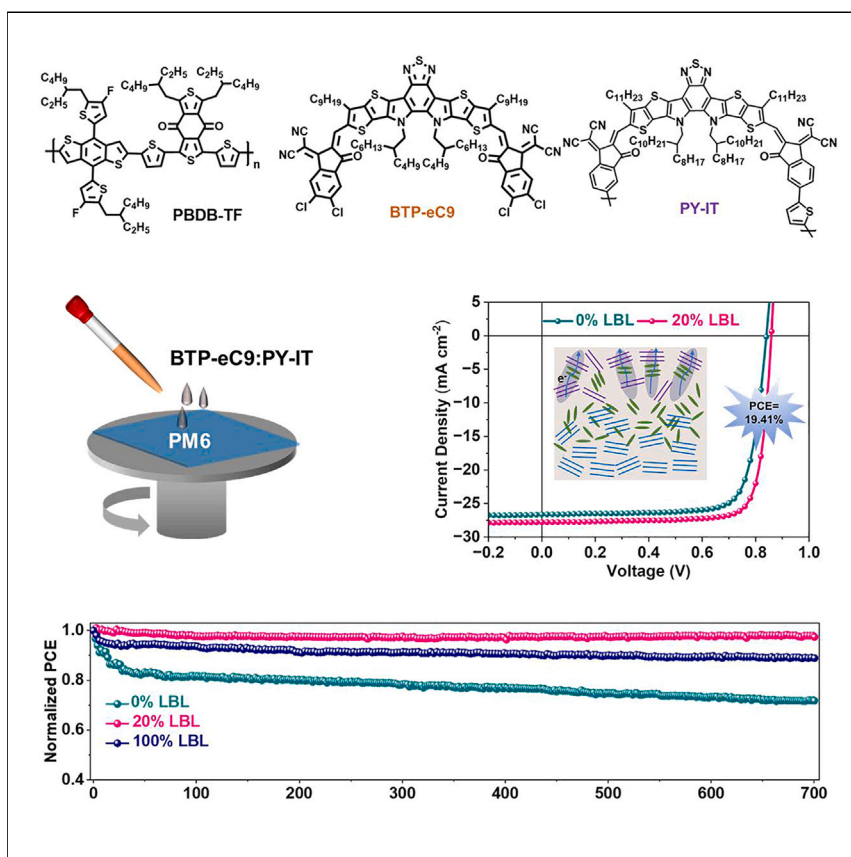 C4H9
C2H5
F
S
C4H9
C2H5
C2H5
C4H9
S
O
O
S
S
S
S
n
S
F
C4H9
C2H5
PBDB-TF
S
N
N
C9H19
C9H19
S
S
S
S
N
N
NC
CN
O
C6H13
C4H9
C6H13
C4H9
O
CN
CN
Cl
Cl
Cl
Cl
BTP-eC9
S
N
N
C11H23
C11H23
S
S
S
S
N
N
NC
CN
O
C10H21
C8H17
C10H21
C8H17
O
CN
CN
S
PY-IT
BTP-eC9:PY-IT
PM6
5
0
−5
−10
−15
−20
−25
−30
Current Density (mA cm-2)
0% LBL
20% LBL
e-
PCE=
19.41%
−0.2 0.0 0.2 0.4 0.6 0.8 1.0
Voltage (V)
Normalized PCE
1.0
0.8
0.6
0.4
0% LBL
20% LBL
100% LBL
0 100 200 300 400 500 600 700